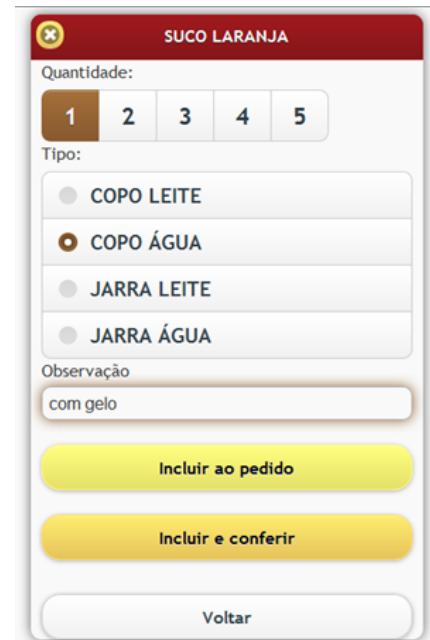 SUCO LARANJA
Quantidade:
1 2 3 4 5
Tipo:
COPO LEITE
COPO ÁGUA
JARRA LEITE
JARRA ÁGUA
Observação
com gelo
Incluir ao pedido
Incluir e conferir
Voltar